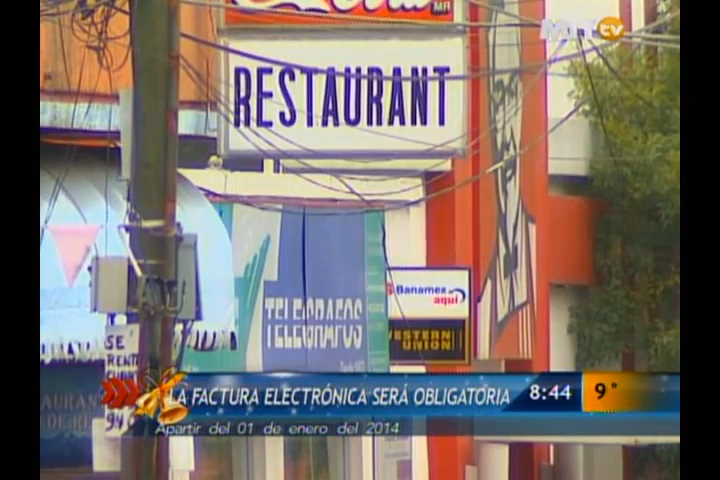 MR
RESTAURANT
TELEGRAFOS
Banamex
aquí
WESTERN
UNION
SE
RENTA
LA FACTURA ELECTRÓNICA SERÁ OBLIGATORIA
8:44
9°
Apartir del 01 de enero del 2014